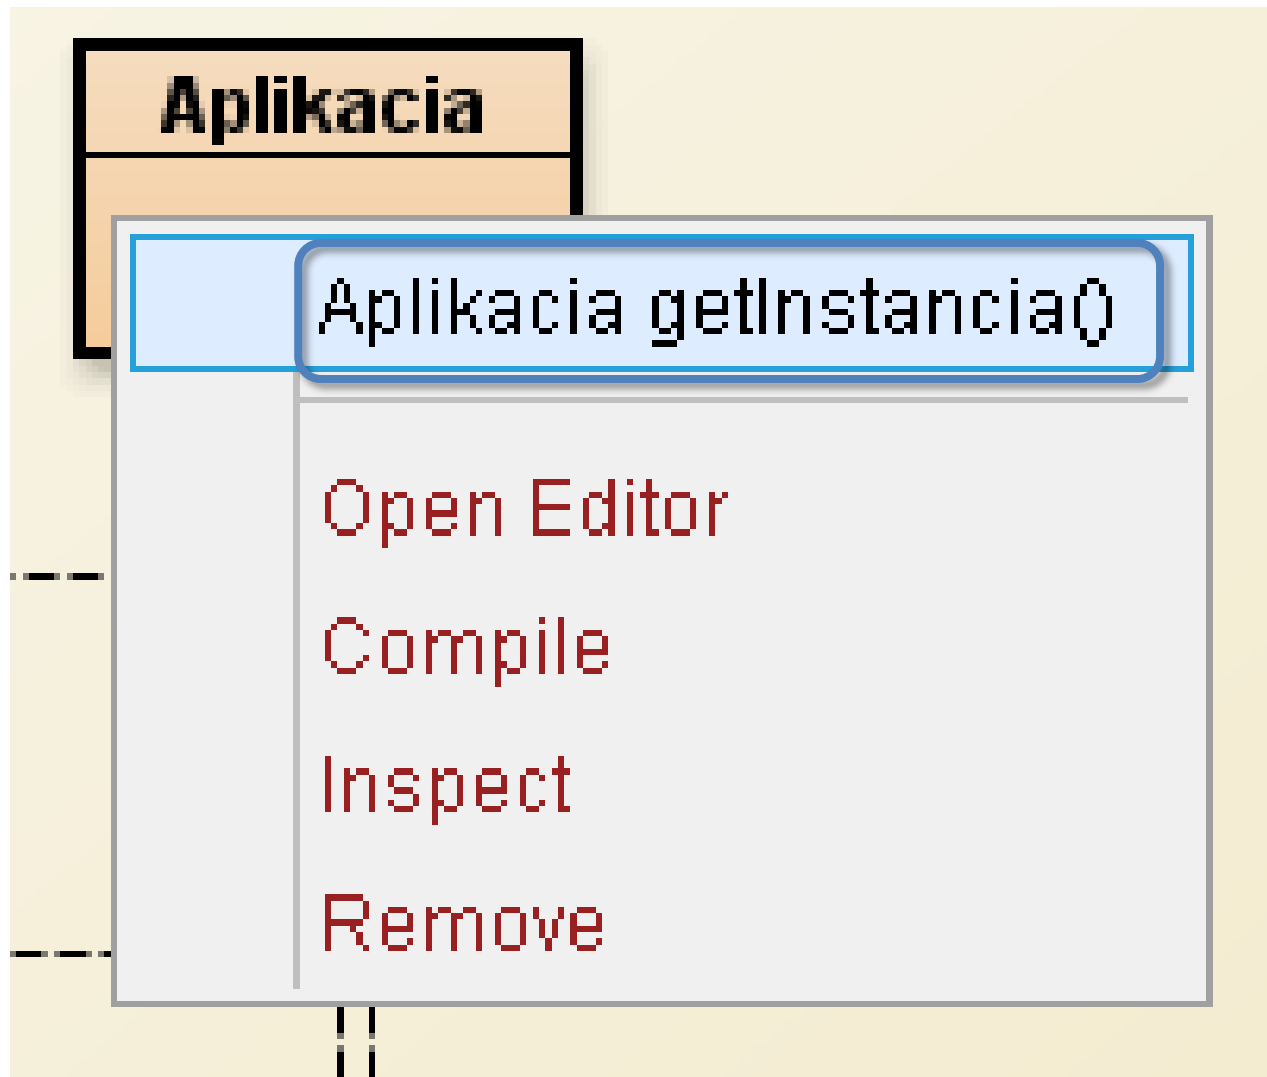 Aplikacia
Aplikacia getInstancia()
Open Editor
Compile
Inspect
Remove